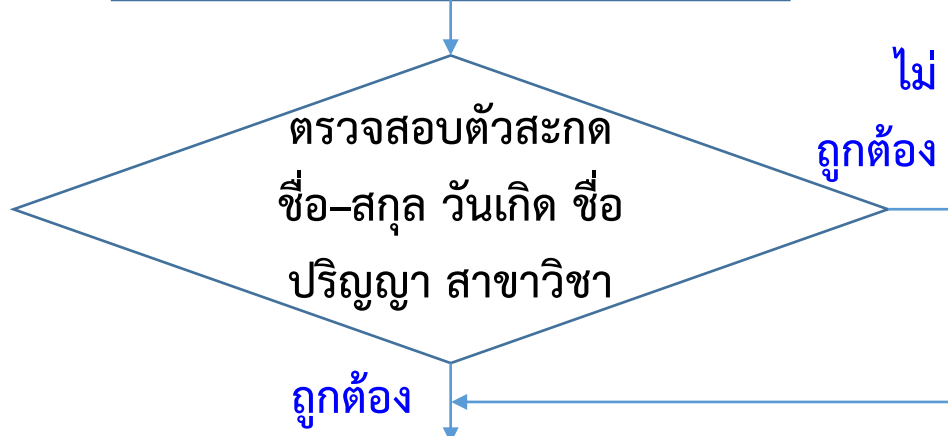 ไม่
ถูกต้อง
ตรวจสอบตัวสะกด
ชื่อ–สกุล วันเกิด ชื่อ
ปริญญา สาขาวิชา
ถูกต้อง